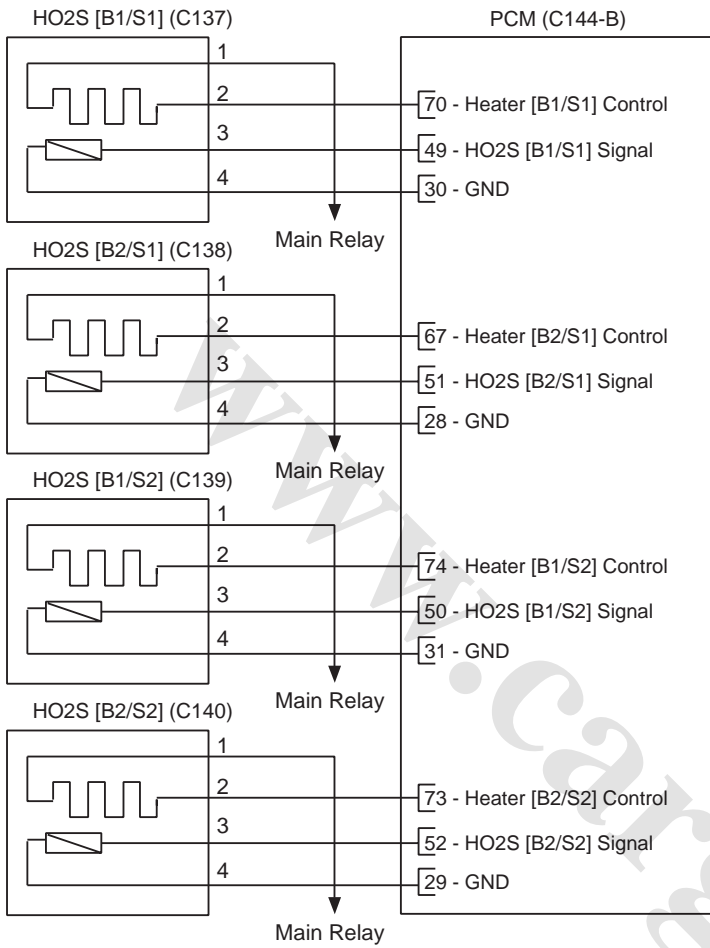 HO2S [B1/S1] (C137)
PCM (C144-B)
1
2
70 - Heater [B1/S1] Control
3
49 - HO2S [B1/S1] Signal
4
30 - GND
Main Relay
HO2S [B2/S1] (C138)
1
2
67 - Heater [B2/S1] Control
3
51 - HO2S [B2/S1] Signal
4
28 - GND
Main Relay
HO2S [B1/S2] (C139)
1
2
74 - Heater [B1/S2] Control
3
50 - HO2S [B1/S2] Signal
4
31 - GND
Main Relay
HO2S [B2/S2] (C140)
1
2
73 - Heater [B2/S2] Control
3
52 - HO2S [B2/S2] Signal
4
29 - GND
Main Relay